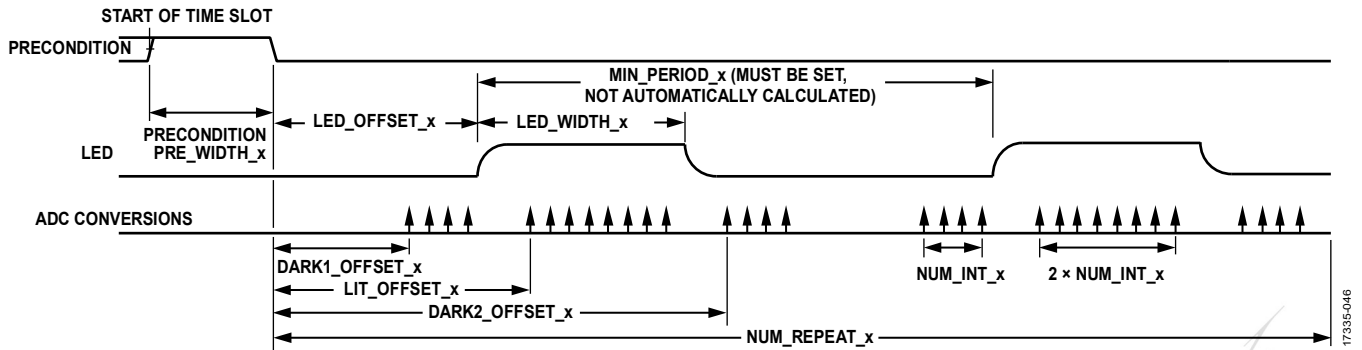 START OF TIME SLOT
PRECONDITION
MIN_PERIOD_x (MUST BE SET,
NOT AUTOMATICALLY CALCULATED)
LED_OFFSET_x
LED_WIDTH_x
PRECONDITION
PRE_WIDTH_x
LED
ADC CONVERSIONS
DARK1_OFFSET_x
NUM_INT_x
2 × NUM_INT_x
LIT_OFFSET_x
DARK2_OFFSET_x
NUM_REPEAT_x
17335-046